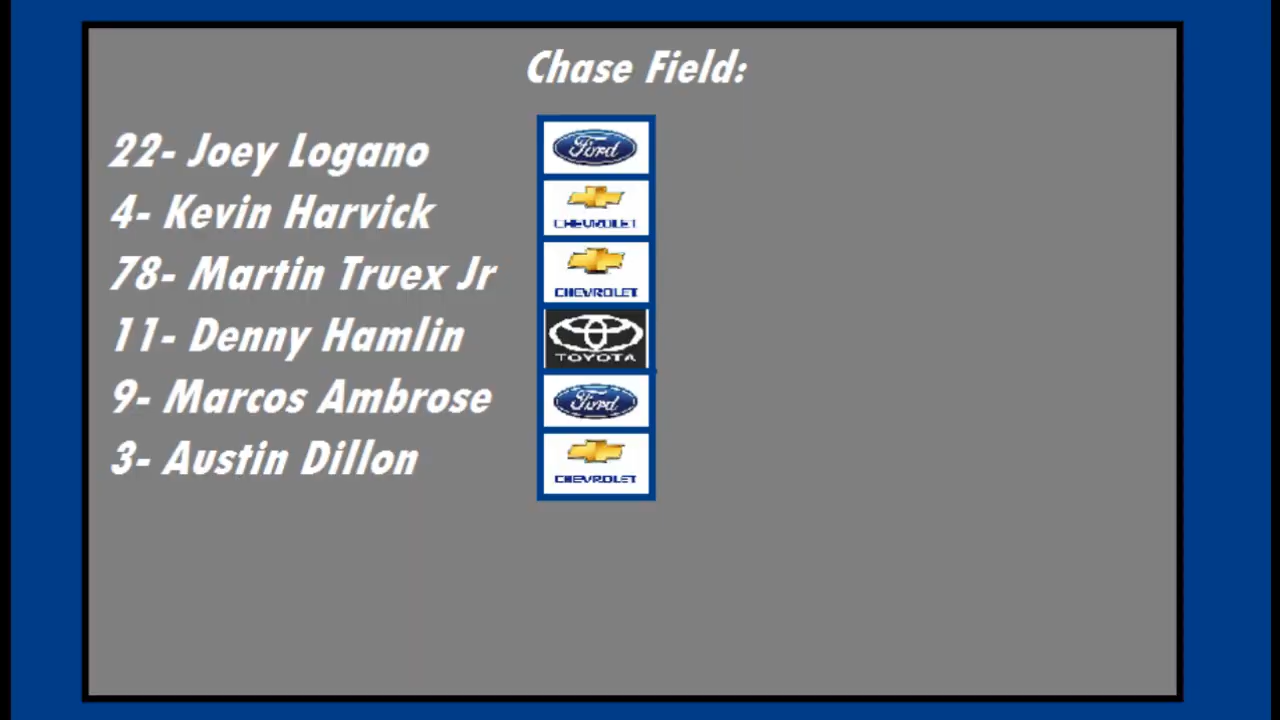 Chase Field:
22- Joey Logano Ford
4- Kevin Harvick CHEVROLET
78- Martin Truex Jr CHEVROLET
11- Denny Hamlin TOYOTA
9- Marcos Ambrose Ford
3- Austin Dillon CHEVROLET